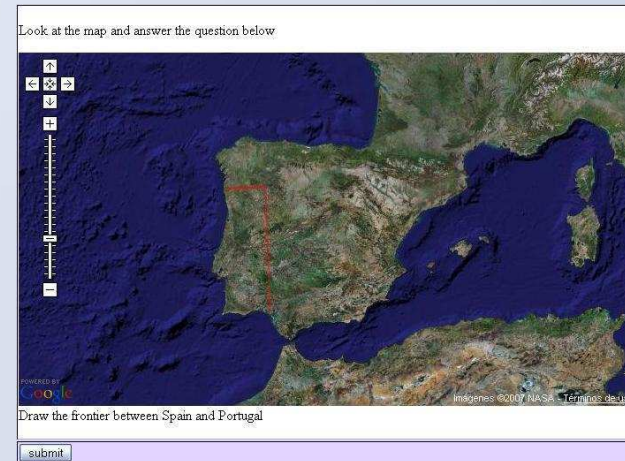 Look at the map and answer the question below
POWERED BY
Google
Imágenes ©2007 NASA - Términos de us
Draw the frontier between Spain and Portugal
submit